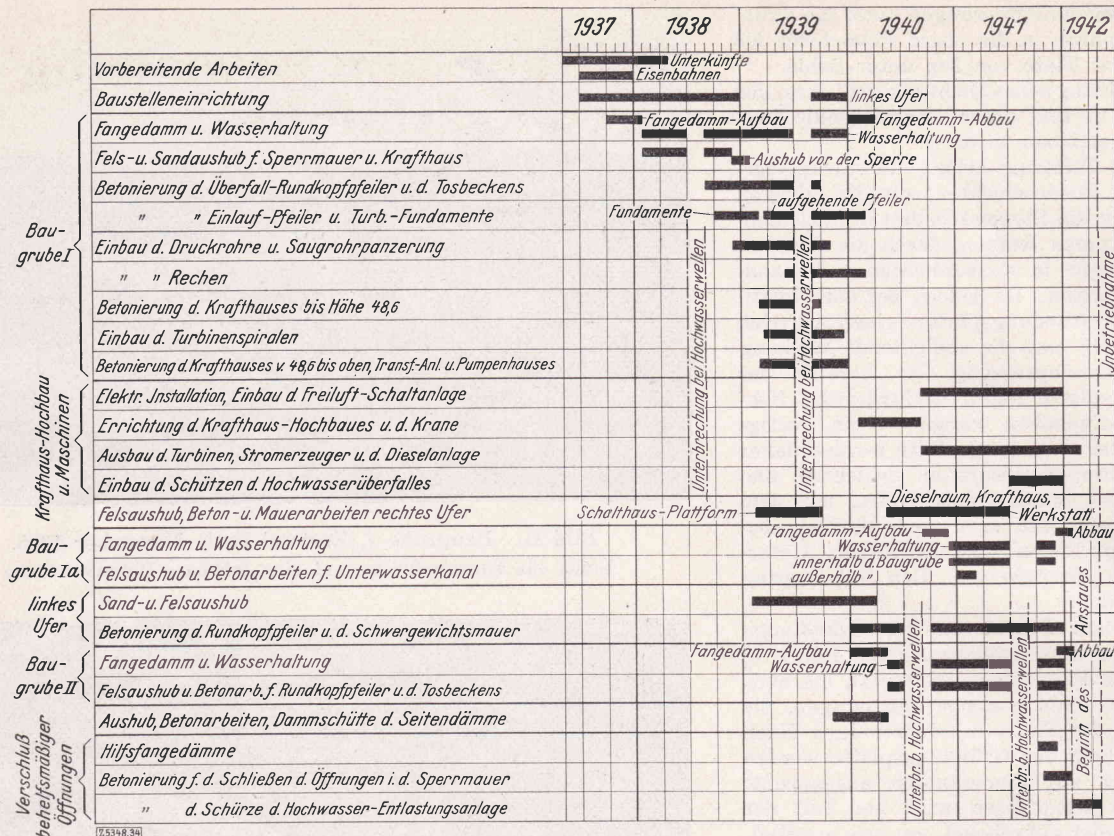 1937 1938 1939 1940 1941 1942
Vorbereitende Arbeiten
Unterkünfte
Eisenbahnen
Baustelleneinrichtung
linkes Ufer
Bau-
grube I
Fangedamm u. Wasserhaltung
Fangedamm-Aufbau
Fangedamm-Abbau
Wasserhaltung
Fels-u. Sandaushub f. Sperrmauer u. Krafthaus
Aushub vor der Sperre
Betonierung d. Überfall-Rundkopfpfeiler u. d. Tosbeckens
" " Einlauf-Pfeiler u. Turb.-Fundamente
Fundamente
aufgehende Pfeiler
Einbau d. Druckrohre u. Saugrohrpanzerung
" " Rechen
Betonierung d. Krafthauses bis Höhe 48,6
Einbau d. Turbinenspiralen
Betonierung d. Krafthauses v. 48,6 bis oben, Transf.-Anl. u. Pumpenhauses
Unterbrechung bei Hochwasserwellen
Unterbrechung bei Hochwasserwellen
Krafthaus-Hochbau
u. Maschinen
Elektr. Jnstallation, Einbau d. Freiluft-Schaltanlage
Errichtung d. Krafthaus-Hochbaues u. d. Krane
Ausbau d. Turbinen, Stromerzeuger u. d. Dieselanlage
Einbau d. Schützen d. Hochwasserüberfalles
Felsaushub, Beton-u. Mauerarbeiten rechtes Ufer
Schalthaus-Plattform
Dieselraum, Krafthaus,
Werkstatt
Bau-
grube Ia
Fangedamm u. Wasserhaltung
Fangedamm-Aufbau
Wasserhaltung
Abbau
Felsaushub u. Betonarbeiten f. Unterwasserkanal
innerhalb d. Baugrube
außerhalb " "
linkes
Ufer
Sand-u. Felsaushub
Betonierung d. Rundkopfpfeiler u. d. Schwergewichtsmauer
Bau-
grube II
Fangedamm u. Wasserhaltung
Fangedamm-Aufbau
Wasserhaltung
Abbau
Felsaushub u. Betonarb. f. Rundkopfpfeiler u. d. Tosbeckens
Aushub, Betonarbeiten, Dammschütte d. Seitendämme
Verschluß
behelfsmäßiger
Öffnungen
Hilfsfangedämme
Betonierung f. d. Schließen d. Öffnungen i. d. Sperrmauer
" d. Schürze d. Hochwasser-Entlastungsanlage
Unterbr. b. Hochwasserwellen
Unterbr. b. Hochwasserwellen
Beginn des Anstaues
Jnbetriebnahme
Z.5348.34